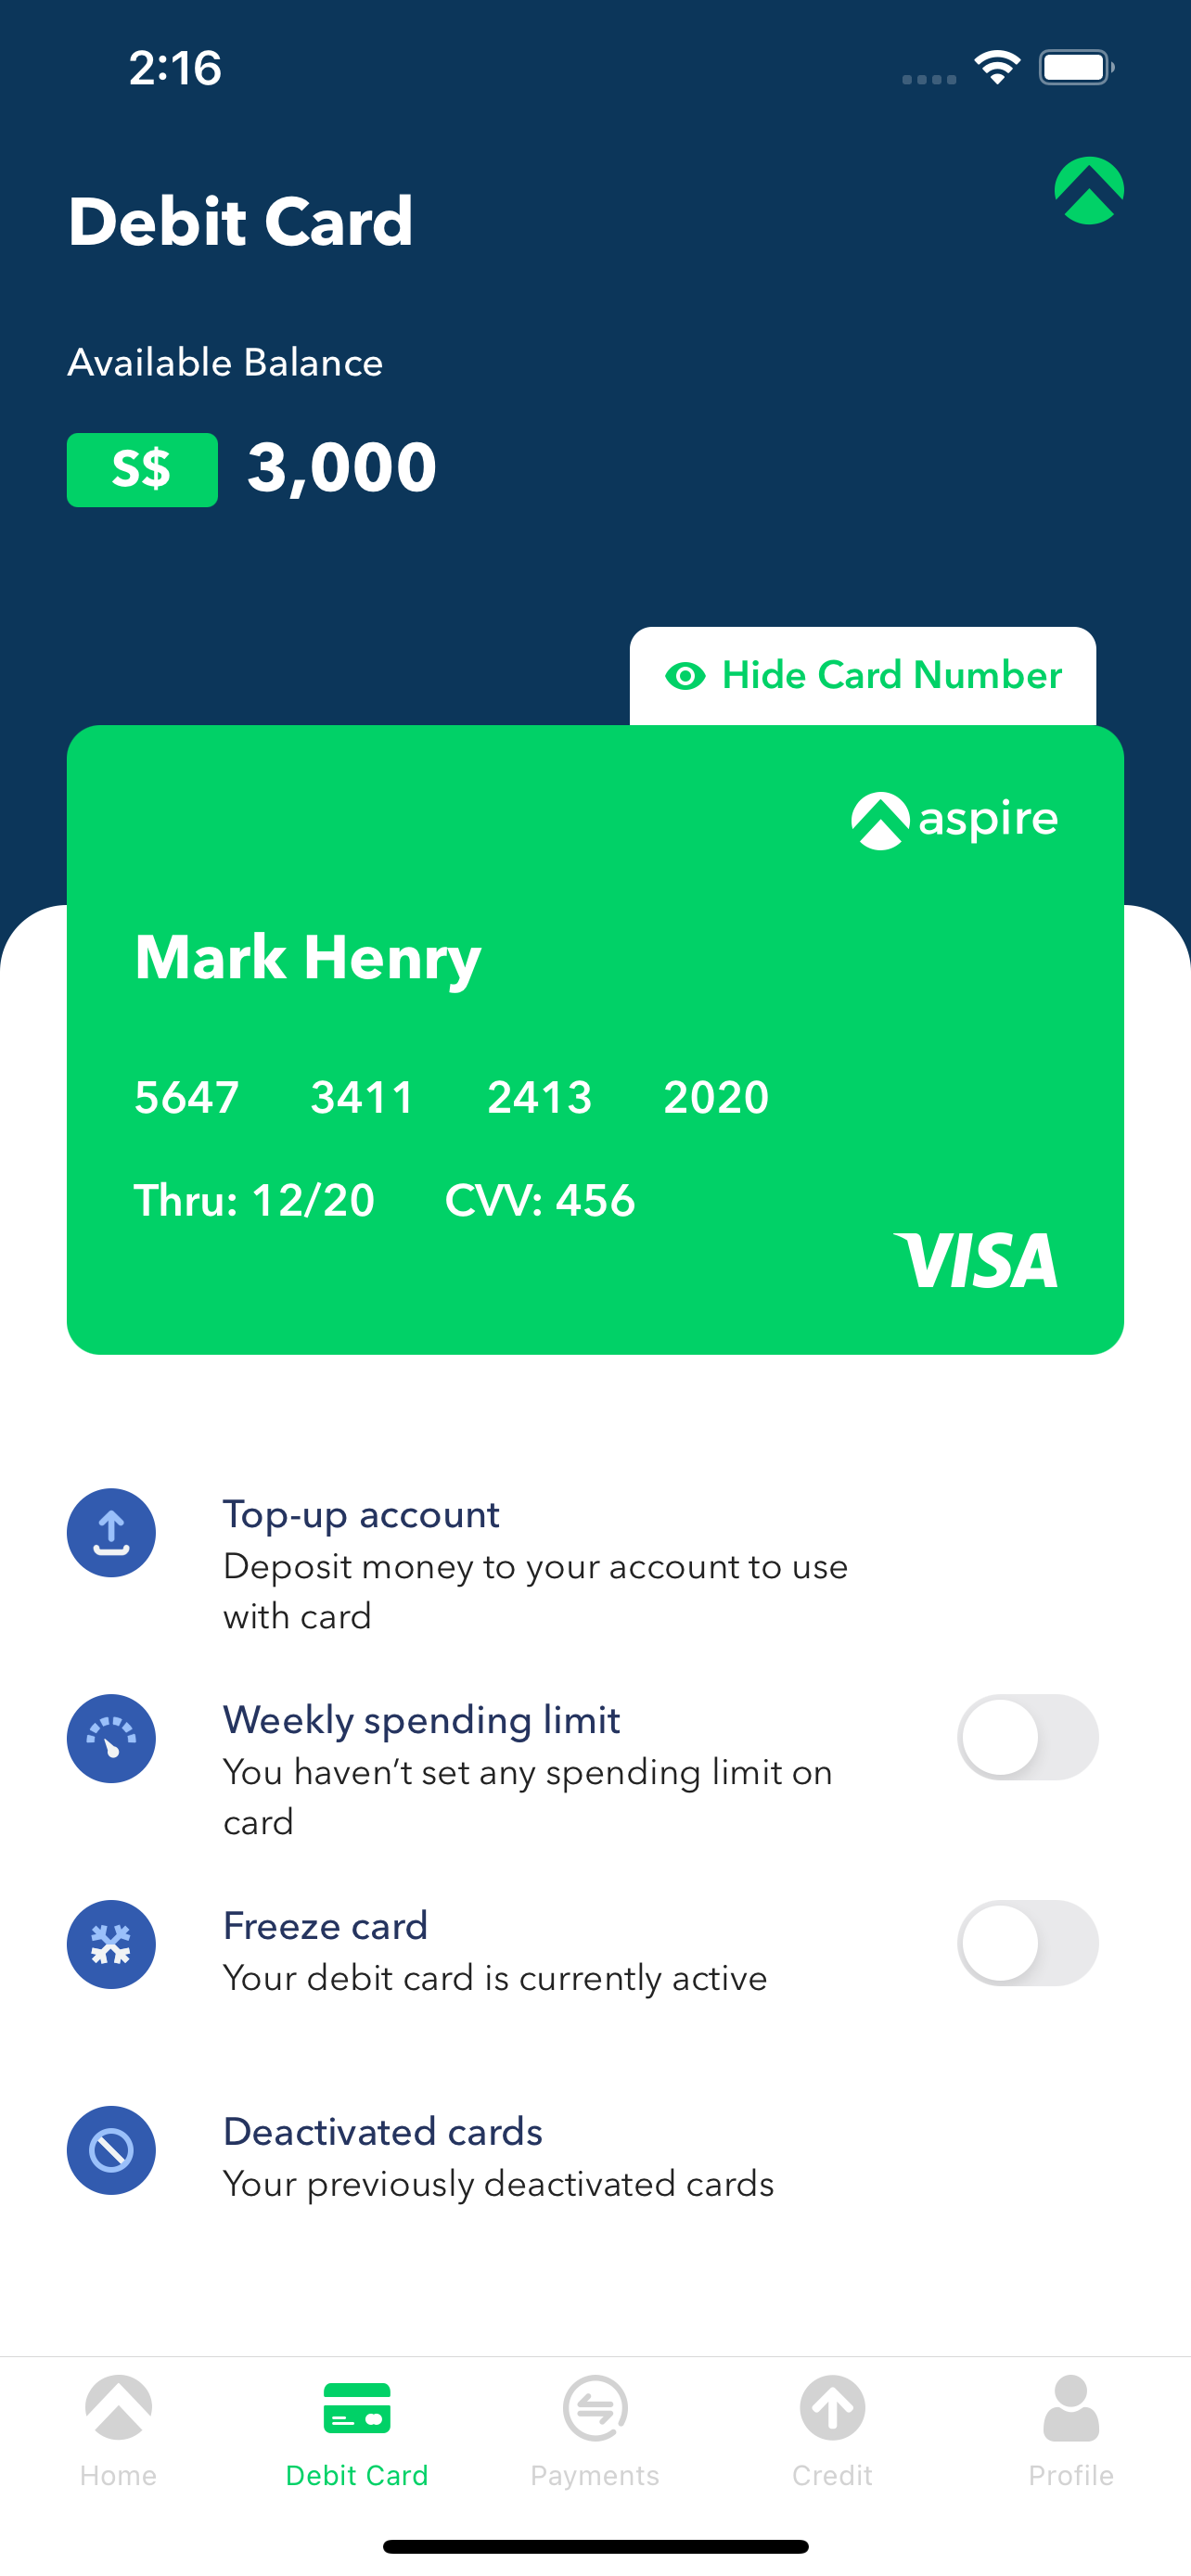 2:16
Debit Card
Available Balance
S$ 3,000
Hide Card Number
aspire
Mark Henry
5647 3411 2413 2020
Thru: 12/20 CVV: 456
VISA
Top-up account
Deposit money to your account to use
with card
Weekly spending limit
You haven’t set any spending limit on
card
Freeze card
Your debit card is currently active
Deactivated cards
Your previously deactivated cards
Home Debit Card Payments Credit Profile